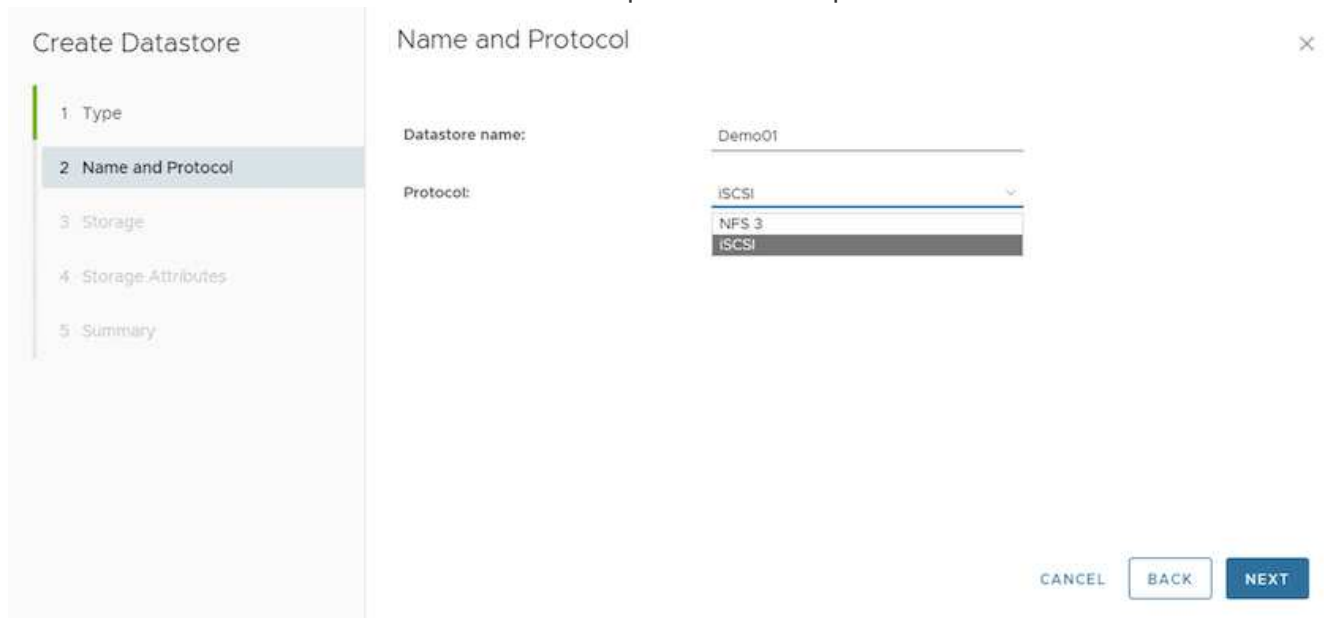 Create Datastore
1 Type
2 Name and Protocol
3 Storage
4 Storage Attributes
5 Summary
Name and Protocol
Datastore name:
Demo01
Protocol:
iSCSI
NFS 3
iSCSI
CANCEL
BACK
NEXT